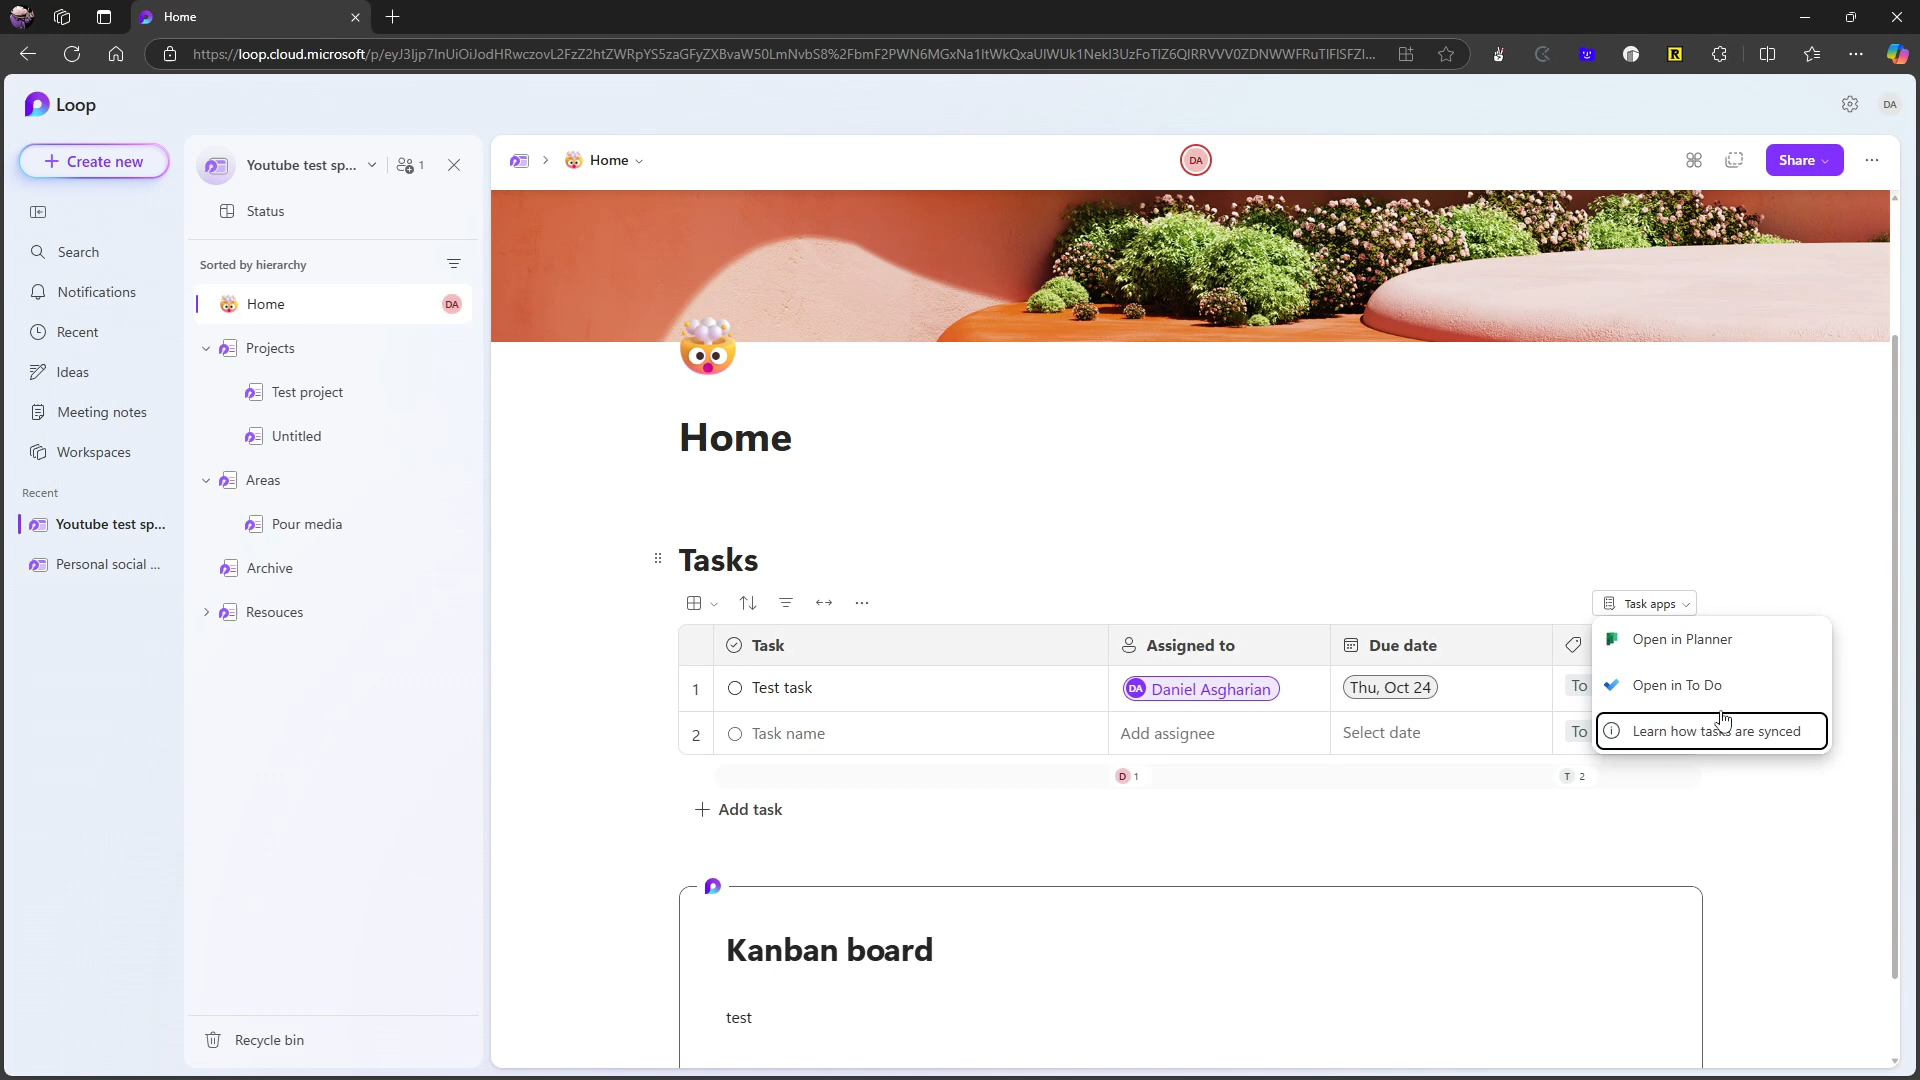 Home
https://loop.cloud.microsoft/p/
Loop
DA
Create new
Youtube test sp...
1
Home
DA
Share
Status
Search
Sorted by hierarchy
Notifications
Home
DA
Recent
Projects
Ideas
Test project
Meeting notes
Untitled
Home
Workspaces
Areas
Recent
Youtube test sp...
Pour media
Personal social ...
Archive
Tasks
Resouces
Task apps
Open in Planner
Open in To Do
Learn how tasks are synced
Task
Assigned to
Due date
1
Test task
DA Daniel Asgharian
Thu, Oct 24
To
2
Task name
Add assignee
Select date
To
D 1
T 2
Add task
Kanban board
test
Recycle bin